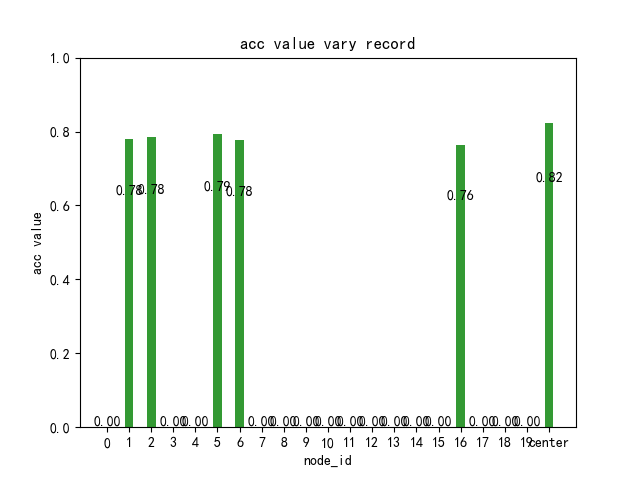 acc value vary record
1.0
0.8
0.6
0.4
0.2
0.0
acc value
0.00 0.78 0.78 0.00 0.00 0.79 0.78 0.00 0.00 0.00 0.00 0.00 0.00 0.00 0.00 0.00 0.76 0.00 0.00 0.00 0.82
0 1 2 3 4 5 6 7 8 9 10 11 12 13 14 15 16 17 18 19 center
node_id